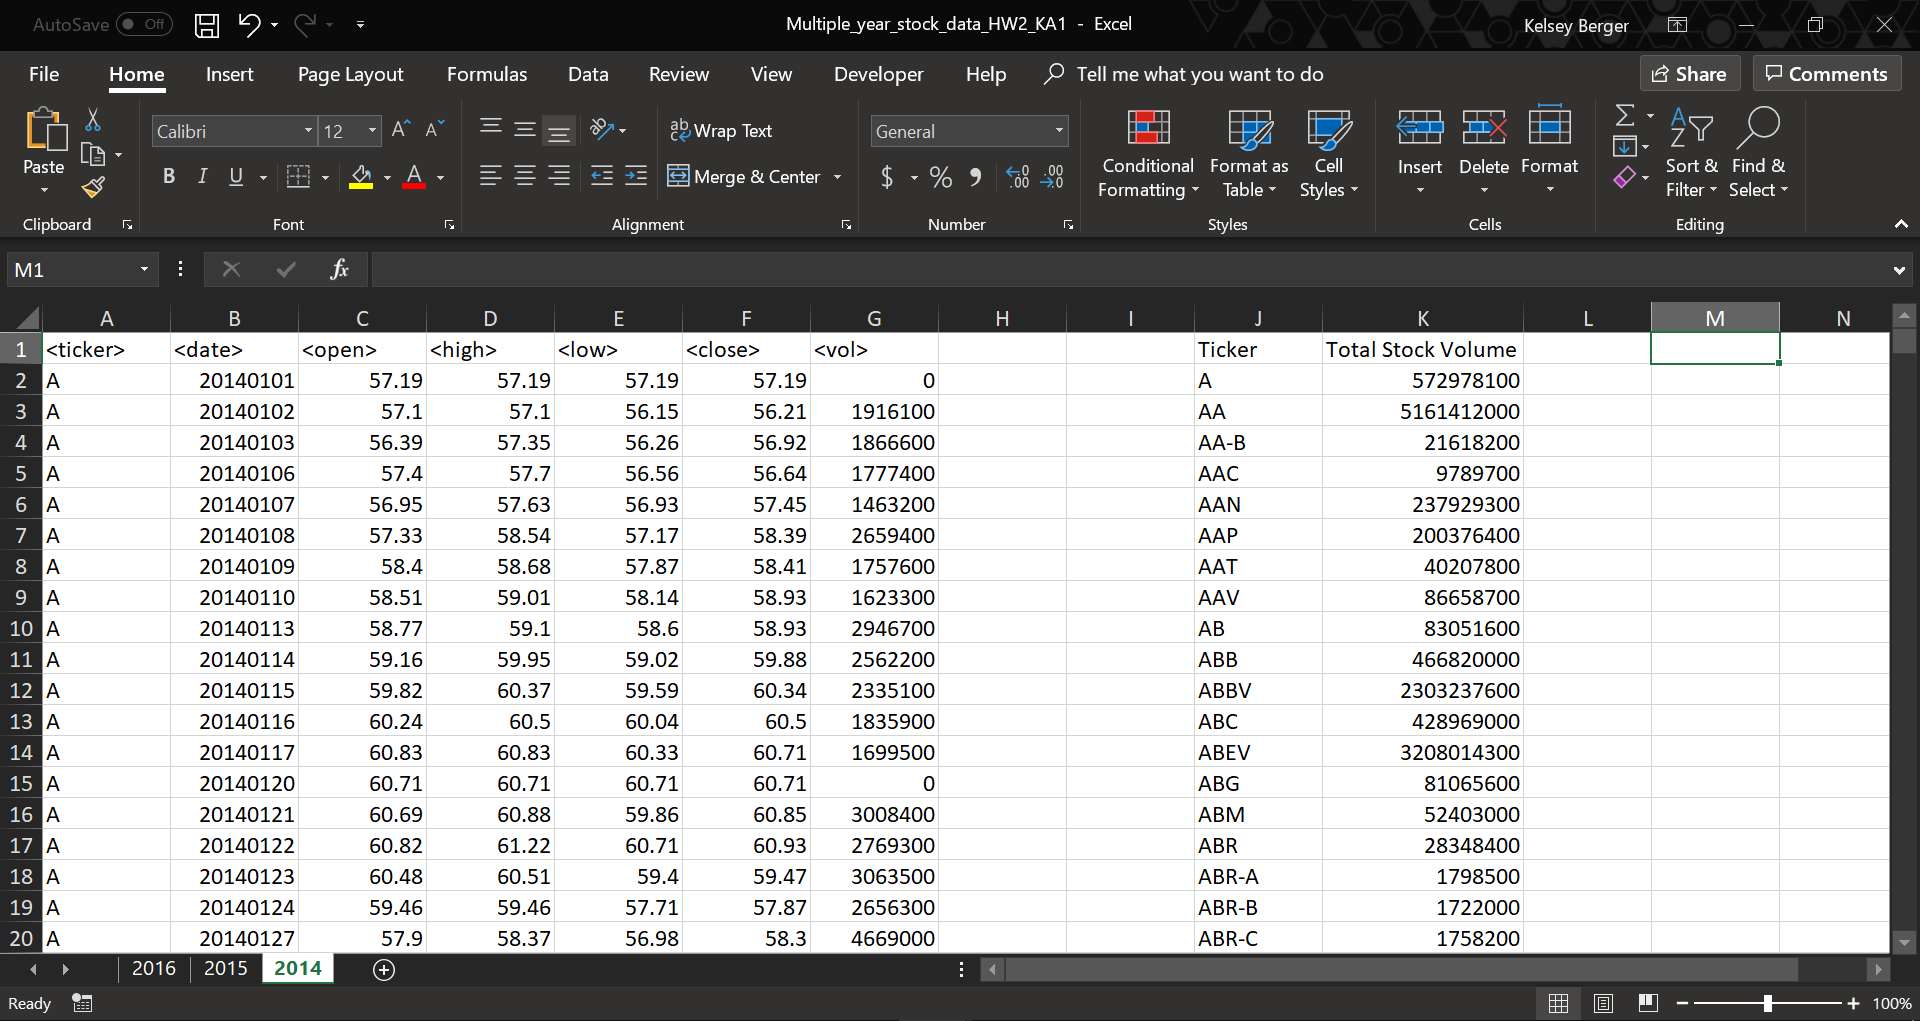 AutoSave Off Multiple_year_stock_data_HW2_KA1 - Excel Kelsey Berger
File Home Insert Page Layout Formulas Data Review View Developer Help Tell me what you want to do Share Comments
Calibri 12 Wrap Text General
Paste B I U Merge & Center $ % Conditional Formatting Format as Table Cell Styles Insert Delete Format Sort & Filter Find & Select
Clipboard Font Alignment Number Styles Cells Editing
M1 fx
A B C D E F G H I J K L M N
1 <ticker> <date> <open> <high> <low> <close> <vol> Ticker Total Stock Volume
2 A 20140101 57.19 57.19 57.19 57.19 0 A 572978100
3 A 20140102 57.1 57.1 56.15 56.21 1916100 AA 5161412000
4 A 20140103 56.39 57.35 56.26 56.92 1866600 AA-B 21618200
5 A 20140106 57.4 57.7 56.56 56.64 1777400 AAC 9789700
6 A 20140107 56.95 57.63 56.93 57.45 1463200 AAN 237929300
7 A 20140108 57.33 58.54 57.17 58.39 2659400 AAP 200376400
8 A 20140109 58.4 58.68 57.87 58.41 1757600 AAT 40207800
9 A 20140110 58.51 59.01 58.14 58.93 1623300 AAV 86658700
10 A 20140113 58.77 59.1 58.6 58.93 2946700 AB 83051600
11 A 20140114 59.16 59.95 59.02 59.88 2562200 ABB 466820000
12 A 20140115 59.82 60.37 59.59 60.34 2335100 ABBV 2303237600
13 A 20140116 60.24 60.5 60.04 60.5 1835900 ABC 428969000
14 A 20140117 60.83 60.83 60.33 60.71 1699500 ABEV 3208014300
15 A 20140120 60.71 60.71 60.71 60.71 0 ABG 81065600
16 A 20140121 60.69 60.88 59.86 60.85 3008400 ABM 52403000
17 A 20140122 60.82 61.22 60.71 60.93 2769300 ABR 28348400
18 A 20140123 60.48 60.51 59.4 59.47 3063500 ABR-A 1798500
19 A 20140124 59.46 59.46 57.71 57.87 2656300 ABR-B 1722000
20 A 20140127 57.9 58.37 56.98 58.3 4669000 ABR-C 1758200
2016 2015 2014
Ready 100%